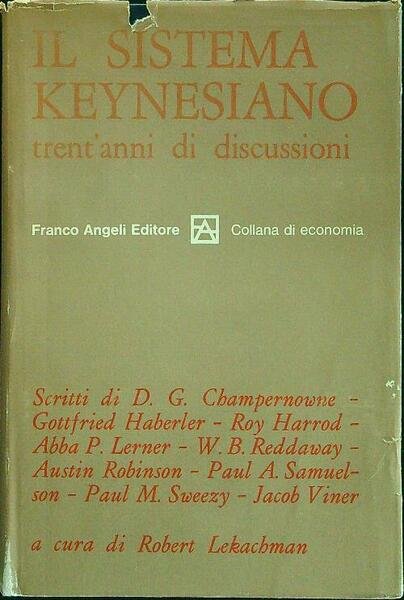 IL SISTEMA
KEYNESIANO
trent'anni di discussioni
Franco Angeli Editore FA Collana di economia
Scritti di D. G. Champernowne -
Gottfried Haberler - Roy Harrod -
Abba P. Lerner - W. B. Reddaway -
Austin Robinson - Paul A. Samuel-
son - Paul M. Sweezy - Jacob Viner
a cura di Robert Lekachman